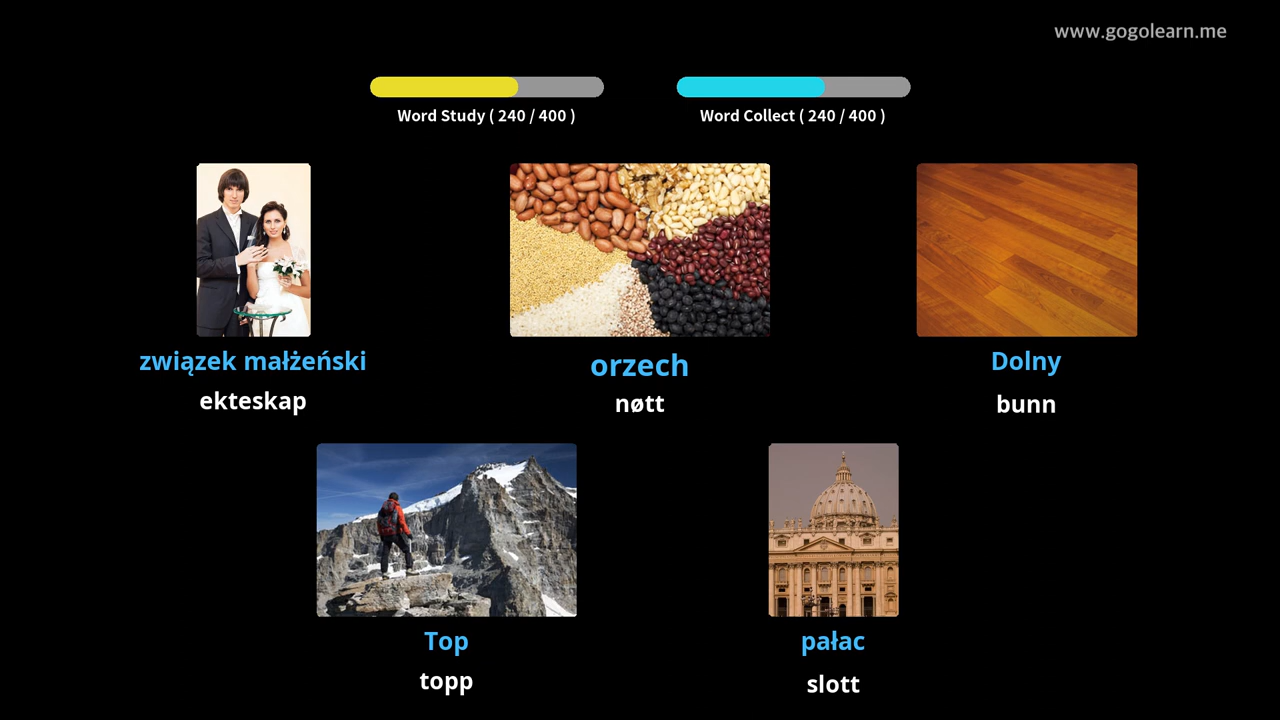 www.gogolearn.me
Word Study ( 240 / 400 )
Word Collect ( 240 / 400 )
związek małżeński
ekteskap
orzech
nøtt
Dolny
bunn
Top
topp
pałac
slott